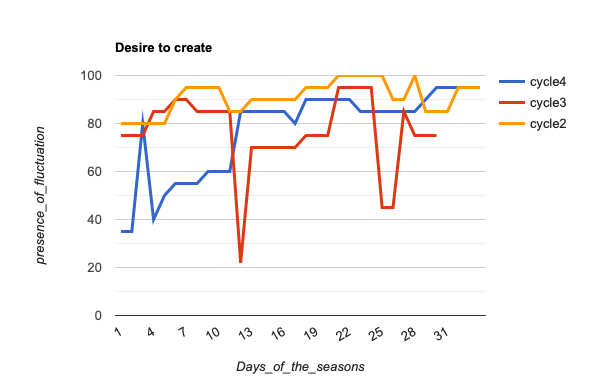 Desire to create
100
80
60
40
20
0
presence_of_fluctuation
1 4 7 10 13 16 19 22 25 28 31
Days_of_the_seasons
cycle4
cycle3
cycle2